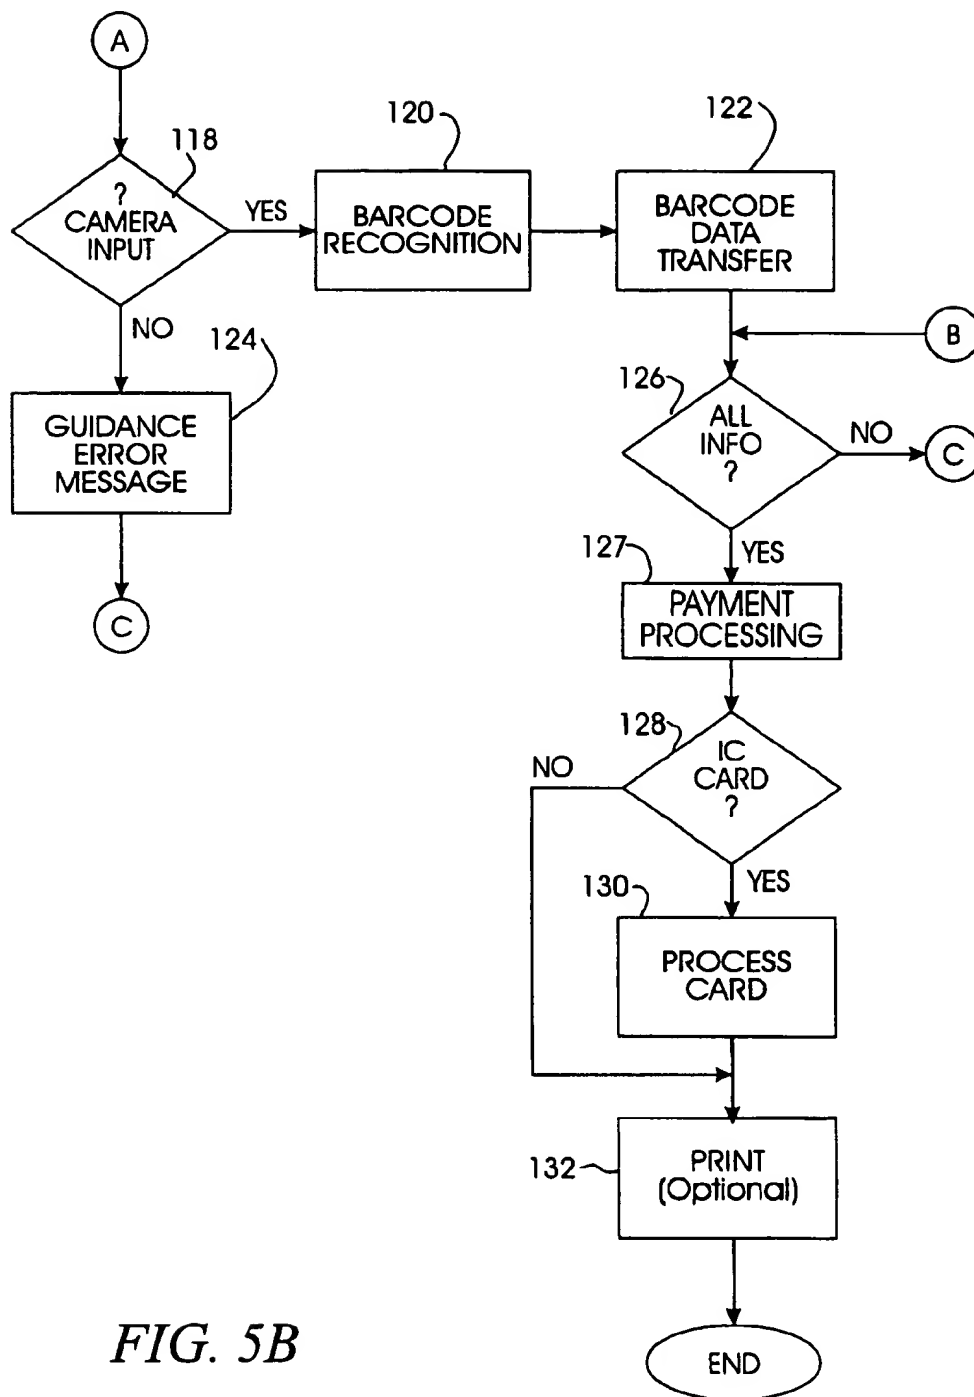 A
118
?
CAMERA
INPUT
YES
120
BARCODE
RECOGNITION
122
BARCODE
DATA
TRANSFER
NO
124
GUIDANCE
ERROR
MESSAGE
C
B
126
ALL
INFO
?
NO
C
YES
127
PAYMENT
PROCESSING
128
IC
CARD
?
NO
YES
130
PROCESS
CARD
132
PRINT
(Optional)
END
FIG. 5B